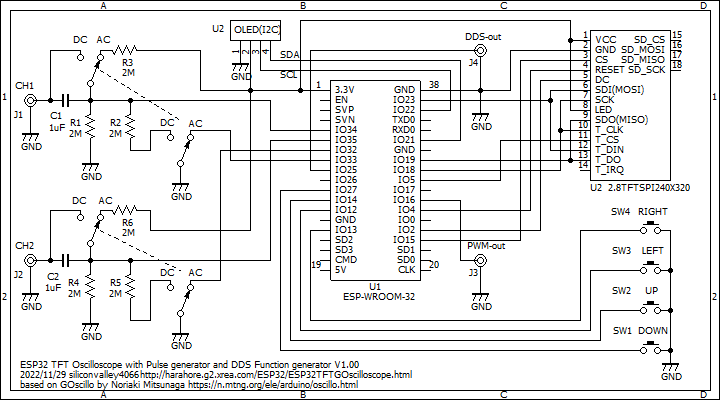 A B C D
U2 OLED(I2C)
1 2 3 4
SDA
SCL
DDS-out
J4
GND
GND
DC AC
R3
2M
CH1
J1
GND
C1
1uF
R1
2M
GND
R2
2M
DC AC
GND
1 38
3.3V GND
EN IO23
SVP IO22
SVN TXD0
IO34 RXD0
IO35 IO21
IO32 GND
IO33 IO19
IO25 IO18
IO26 IO5
IO27 IO17
IO14 IO16
IO12 IO4
GND IO0
IO13 IO2
SD2 IO15
SD3 SD1
CMD SD0
5V CLK
19 20
U1
ESP-WROOM-32
1 VCC SD_CS 15
2 GND SD_MOSI 16
3 CS SD_MISO 17
4 RESET SD_SCK 18
5 DC
6 SDI(MOSI)
7 SCK
8 LED
9 SDO(MISO)
10 T_CLK
11 T_CS
12 T_DIN
13 T_DO
14 T_IRQ
U2 2.8TFTSPI240X320
1 1
DC AC
R6
2M
CH2
J2
GND
C2
1uF
R4
2M
GND
R5
2M
DC AC
GND
PWM-out
J3
GND
SW4 RIGHT
SW3 LEFT
SW2 UP
SW1 DOWN
GND
2 2
ESP32 TFT Oscilloscope with Pulse generator and DDS Function generator V1.00
2022/11/29 siliconvalley4066http://harahore.g2.xrea.com/ESP32/ESP32TFTGOscilloscope.html
based on GOscillo by Noriaki Mitsunaga https://n.mtng.org/ele/arduino/oscillo.html
A B C D